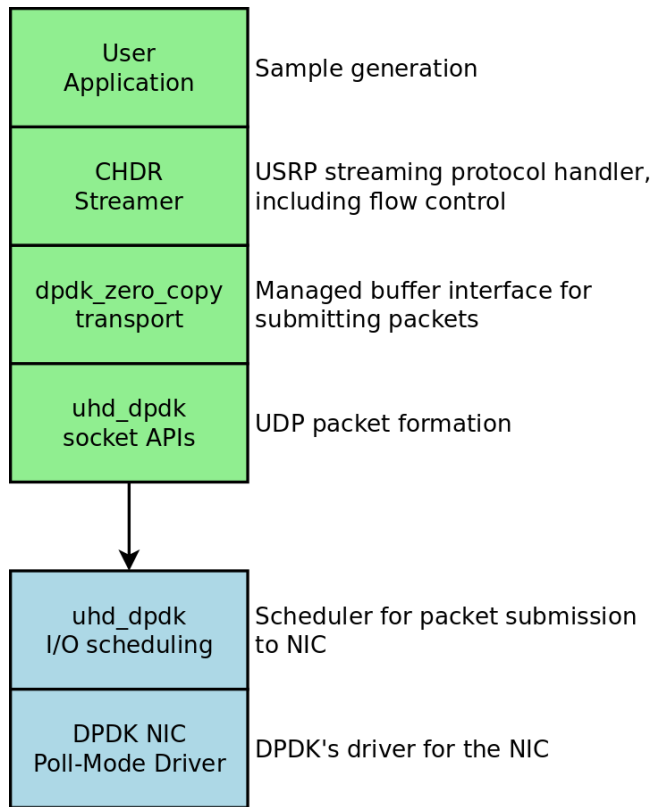 User
Application
Sample generation
CHDR
Streamer
USRP streaming protocol handler,
including flow control
dpdk_zero_copy
transport
Managed buffer interface for
submitting packets
uhd_dpdk
socket APIs
UDP packet formation
uhd_dpdk
I/O scheduling
Scheduler for packet submission
to NIC
DPDK NIC
Poll-Mode Driver
DPDK's driver for the NIC